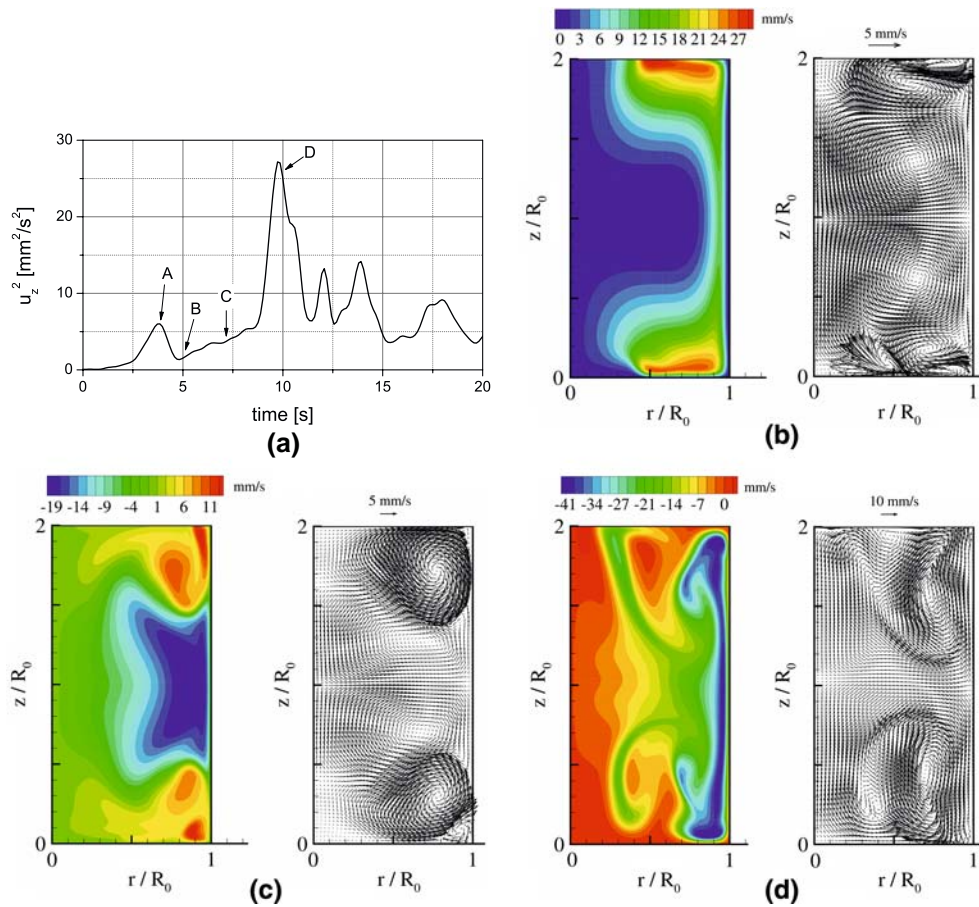 30
20
10
0
u_z^2 [mm^2/s^2]
A
B
C
D
0 5 10 15 20
time [s]
(a)
mm/s
0 3 6 9 12 15 18 21 24 27
2
z / R_0
0
0 1
r / R_0
5 mm/s
2
z / R_0
0
0 1
r / R_0
(b)
mm/s
-19 -14 -9 -4 1 6 11
2
z / R_0
0
0 1
r / R_0
5 mm/s
2
z / R_0
0
0 1
r / R_0
(c)
mm/s
-41 -34 -27 -21 -14 -7 0
2
z / R_0
0
0 1
r / R_0
10 mm/s
2
z / R_0
0
0 1
r / R_0
(d)